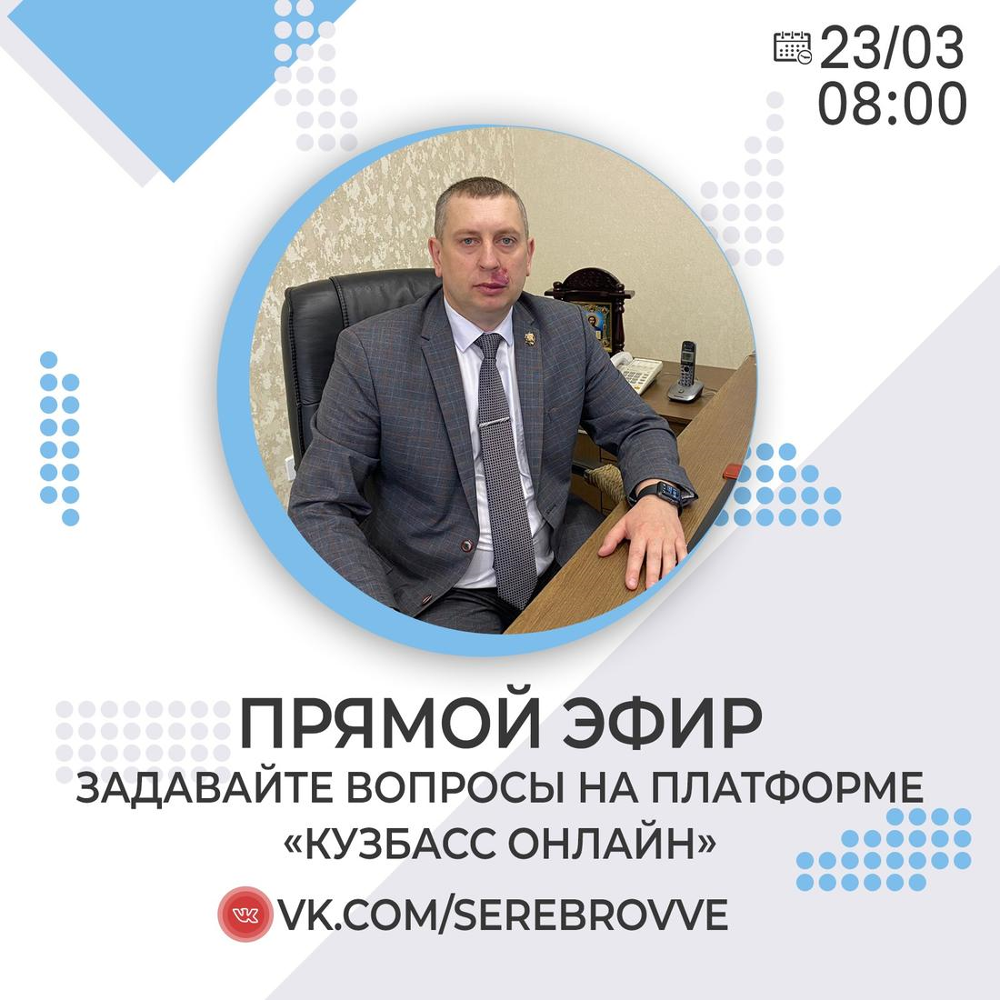 23/03
08:00
ПРЯМОЙ ЭФИР
ЗАДАВАЙТЕ ВОПРОСЫ НА ПЛАТФОРМЕ
«КУЗБАСС ОНЛАЙН»
VK.COM/SEREBROVVE